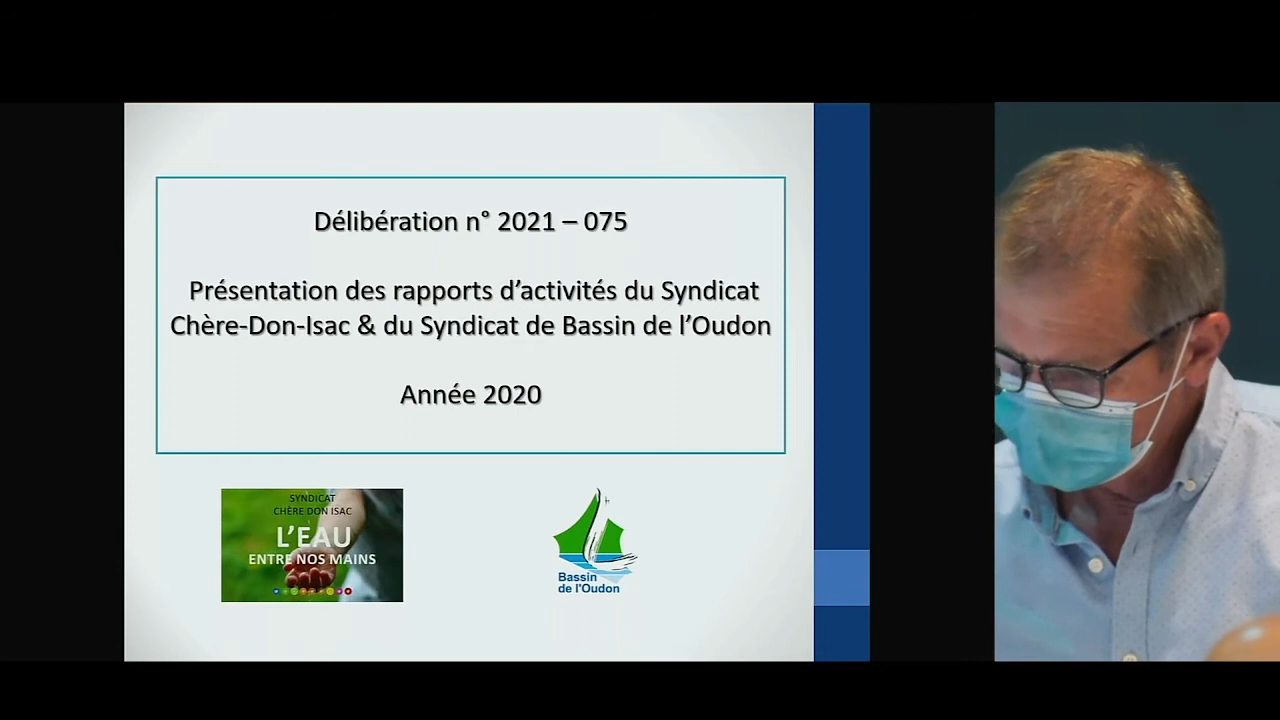 Délibération n° 2021 – 075
Présentation des rapports d’activités du Syndicat
Chère-Don-Isac & du Syndicat de Bassin de l’Oudon
Année 2020
SYNDICAT
CHÈRE DON ISAC
L’EAU
ENTRE NOS MAINS
Bassin
de l'Oudon